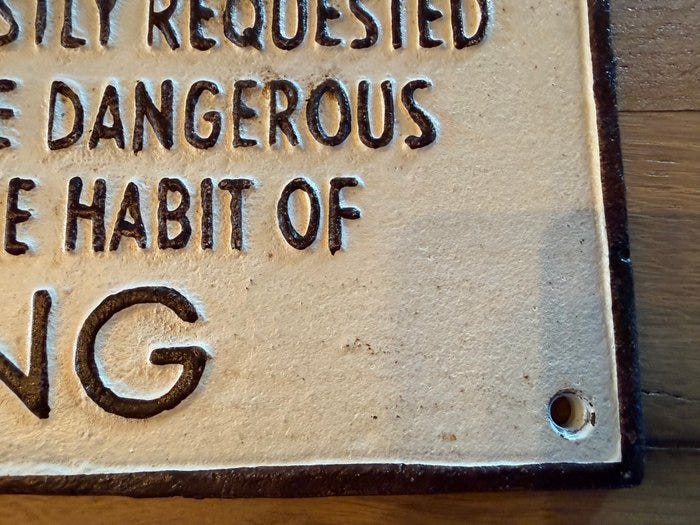 STLY REQUESTED
E DANGEROUS
E HABIT OF
NG